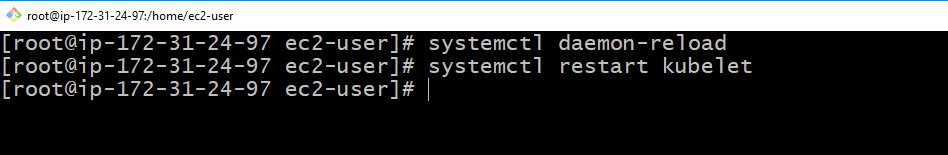 root@ip-172-31-24-97:/home/ec2-user
[root@ip-172-31-24-97 ec2-user]# systemctl daemon-reload
[root@ip-172-31-24-97 ec2-user]# systemctl restart kubelet
[root@ip-172-31-24-97 ec2-user]#